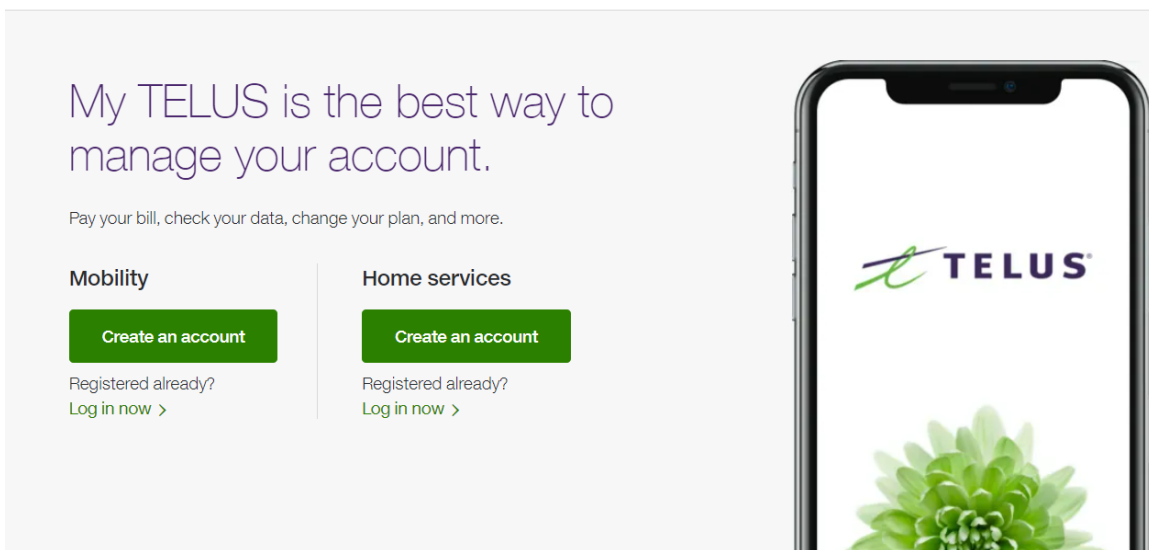 My TELUS is the best way to
manage your account.
Pay your bill, check your data, change your plan, and more.
Mobility
Create an account
Registered already?
Log in now >
Home services
Create an account
Registered already?
Log in now >
TELUS®